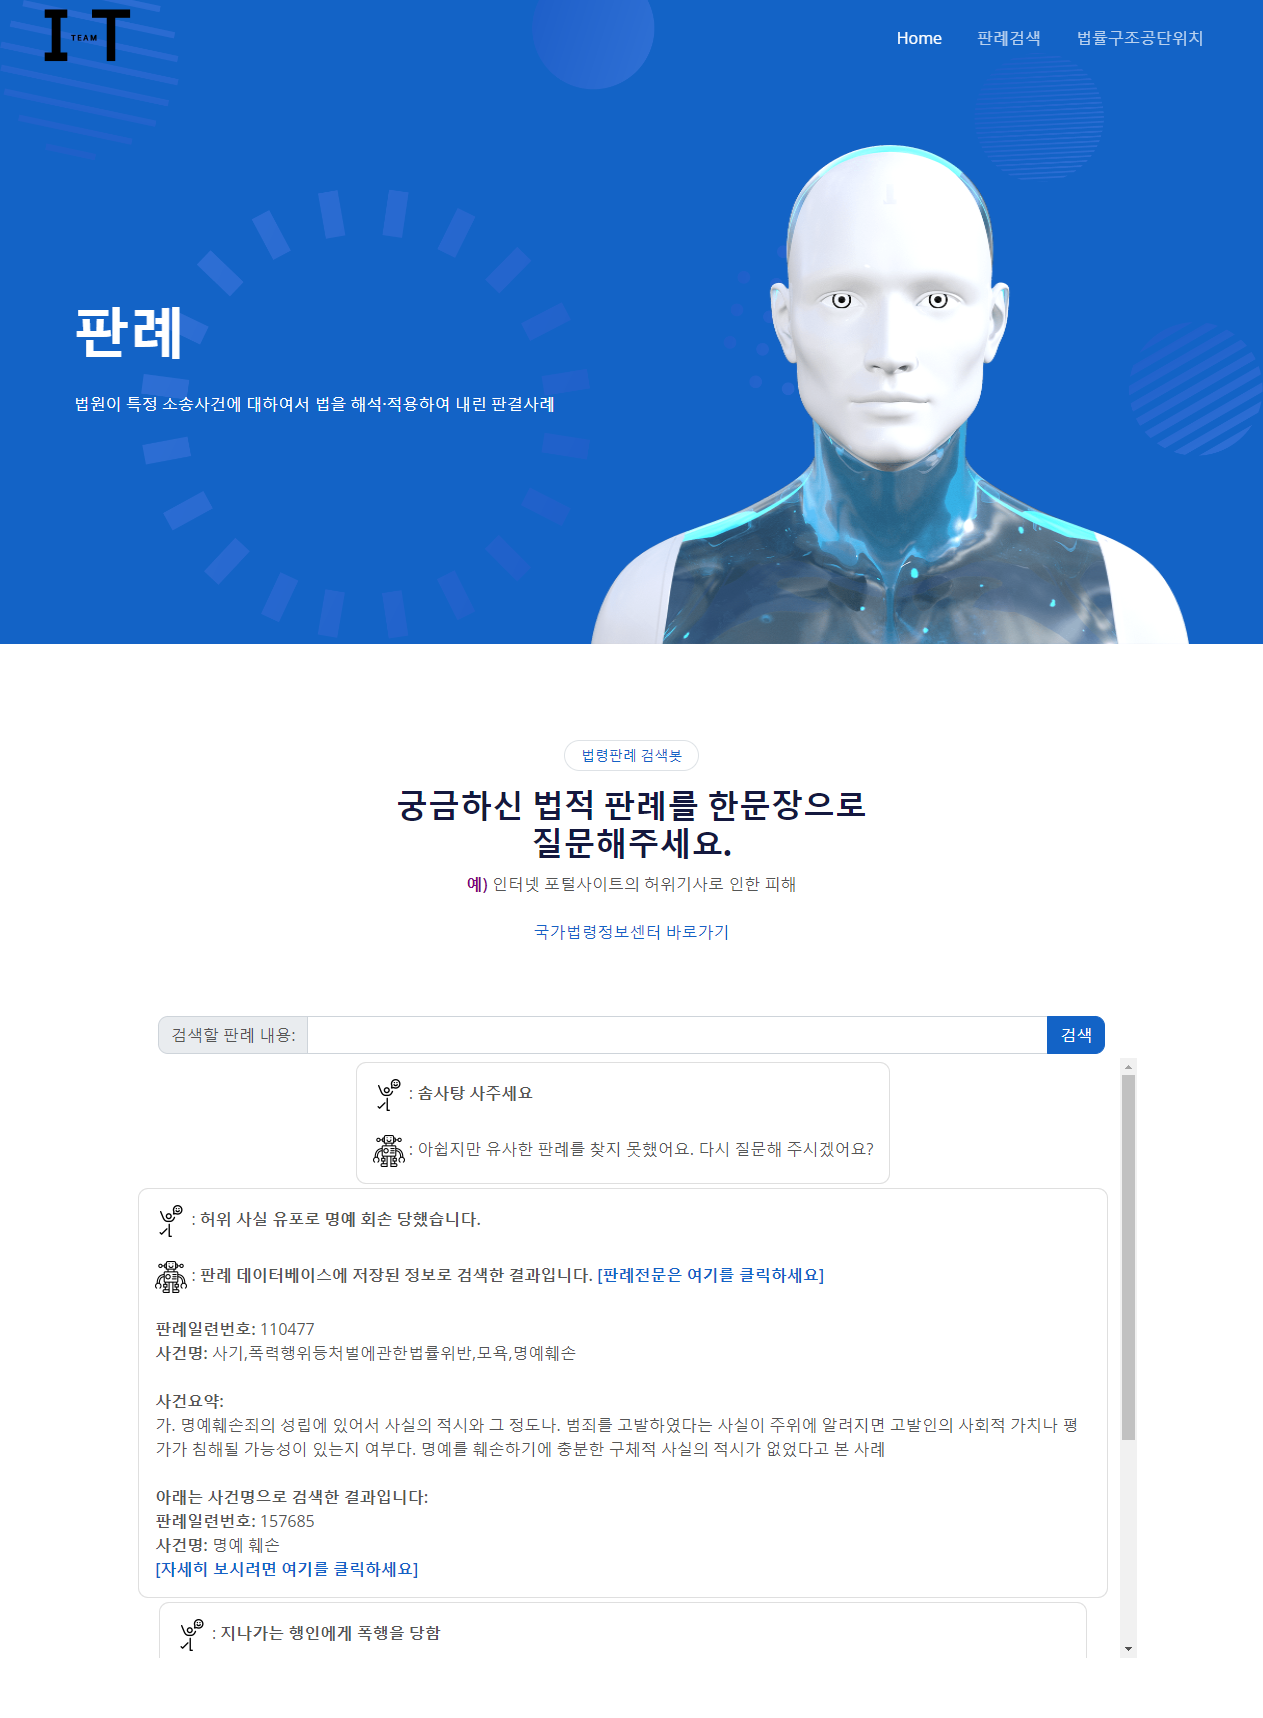 I TEAM T
Home 판례검색 법률구조공단위치
판례
법원이 특정 소송사건에 대하여서 법을 해석·적용하여 내린 판결사례
법령판례 검색봇
궁금하신 법적 판례를 한문장으로
질문해주세요.
예) 인터넷 포털사이트의 허위기사로 인한 피해
국가법령정보센터 바로가기
검색할 판례 내용: 검색
: 솜사탕 사주세요
: 아쉽지만 유사한 판례를 찾지 못했어요. 다시 질문해 주시겠어요?
: 허위 사실 유포로 명예 회손 당했습니다.
: 판례 데이터베이스에 저장된 정보로 검색한 결과입니다. [판례전문은 여기를 클릭하세요]
판례일련번호: 110477
사건명: 사기,폭력행위등처벌에관한법률위반,모욕,명예훼손
사건요약:
가. 명예훼손죄의 성립에 있어서 사실의 적시와 그 정도나. 범죄를 고발하였다는 사실이 주위에 알려지면 고발인의 사회적 가치나 평
가가 침해될 가능성이 있는지 여부다. 명예를 훼손하기에 충분한 구체적 사실의 적시가 없었다고 본 사례
아래는 사건명으로 검색한 결과입니다:
판례일련번호: 157685
사건명: 명예 훼손
[자세히 보시려면 여기를 클릭하세요]
: 지나가는 행인에게 폭행을 당함